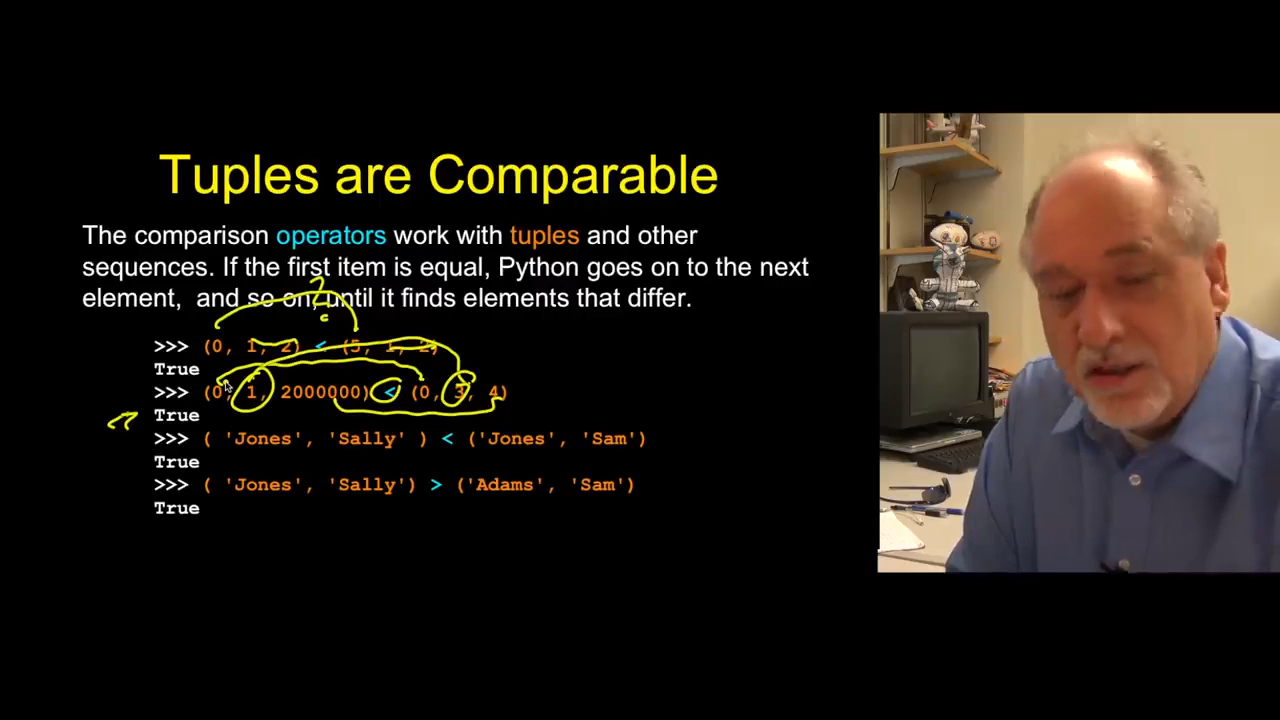 Tuples are Comparable
The comparison operators work with tuples and other
sequences. If the first item is equal, Python goes on to the next
element,  and so on, until it finds elements that differ.
>>> (0, 1, 2) < (5, 1, 2)
True
>>> (0, 1, 2000000) < (0, 3, 4)
True
>>> ( 'Jones', 'Sally' ) < ('Jones', 'Sam')
True
>>> ( 'Jones', 'Sally') > ('Adams', 'Sam')
True